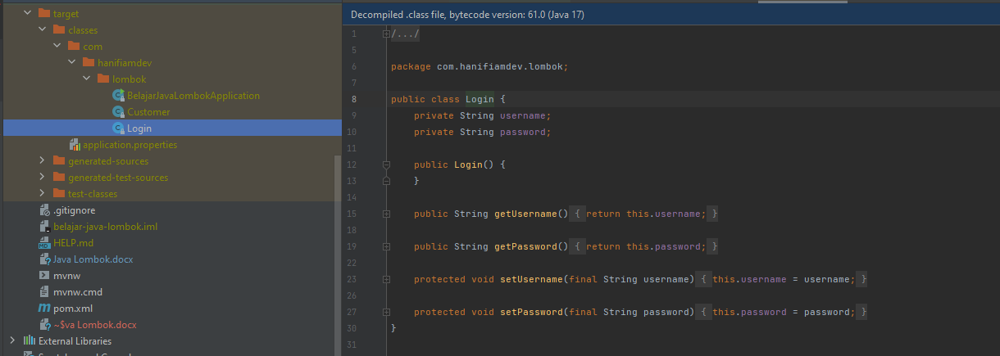 target
classes
com
hanifiamdev
lombok
BelajarJavaLombokApplication
Customer
Login
application.properties
generated-sources
generated-test-sources
test-classes
.gitignore
belajar-java-lombok.iml
HELP.md
Java Lombok.docx
mvnw
mvnw.cmd
pom.xml
~$va Lombok.docx
External Libraries
Decompiled .class file, bytecode version: 61.0 (Java 17)
1 /.../
5
6 package com.hanifiamdev.lombok;
7
8 public class Login {
9 private String username;
10 private String password;
11
12 public Login() {
13 }
14
15 public String getUsername() { return this.username; }
18
19 public String getPassword() { return this.password; }
22
23 protected void setUsername(final String username) { this.username = username; }
26
27 protected void setPassword(final String password) { this.password = password; }
30 }
31